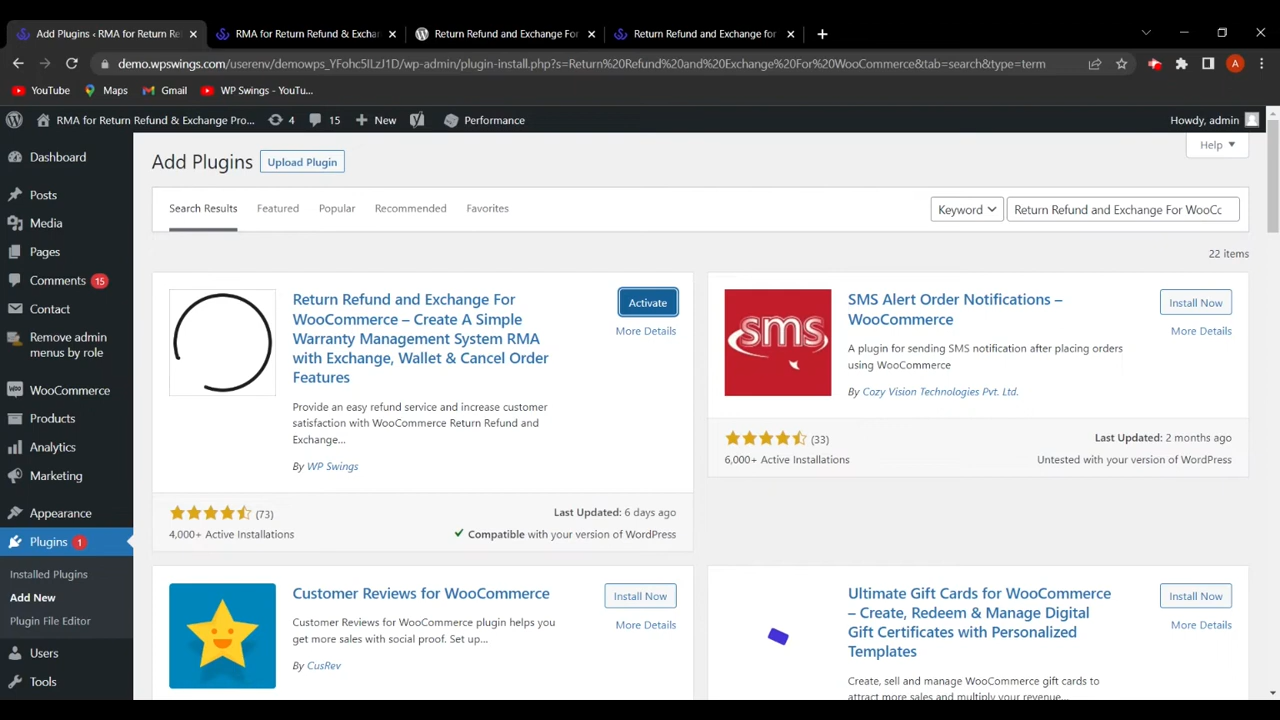 Add Plugins ‹ RMA for Return Re
RMA for Return Refund & Exchan
Return Refund and Exchange For
Return Refund and Exchange for
demo.wpswings.com/userenv/demowps_YFohc5ILzJ1D/wp-admin/plugin-install.php?s=Return%20Refund%20and%20Exchange%20For%20WooCommerce&tab=search&type=term
A
YouTube
Maps
Gmail
WP Swings - YouTu...
RMA for Return Refund & Exchange Pro...
4
15
New
Performance
Howdy, admin
Dashboard
Posts
Media
Pages
Comments 15
Contact
Remove admin
menus by role
WooCommerce
Products
Analytics
Marketing
Appearance
Plugins 1
Installed Plugins
Add New
Plugin File Editor
Users
Tools
Add Plugins
Upload Plugin
Help
Search Results
Featured
Popular
Recommended
Favorites
Keyword
Return Refund and Exchange For WooCc
22 items
Return Refund and Exchange For
WooCommerce – Create A Simple
Warranty Management System RMA
with Exchange, Wallet & Cancel Order
Features
Activate
More Details
Provide an easy refund service and increase customer
satisfaction with WooCommerce Return Refund and
Exchange...
By WP Swings
(73)
4,000+ Active Installations
Last Updated: 6 days ago
Compatible with your version of WordPress
sms
SMS Alert Order Notifications –
WooCommerce
Install Now
More Details
A plugin for sending SMS notification after placing orders
using WooCommerce
By Cozy Vision Technologies Pvt. Ltd.
(33)
6,000+ Active Installations
Last Updated: 2 months ago
Untested with your version of WordPress
Customer Reviews for WooCommerce
Install Now
More Details
Customer Reviews for WooCommerce plugin helps you
get more sales with social proof. Set up...
By CusRev
Ultimate Gift Cards for WooCommerce
– Create, Redeem & Manage Digital
Gift Certificates with Personalized
Templates
Install Now
More Details
Create, sell and manage WooCommerce gift cards to
attract more sales and multiply your revenue...